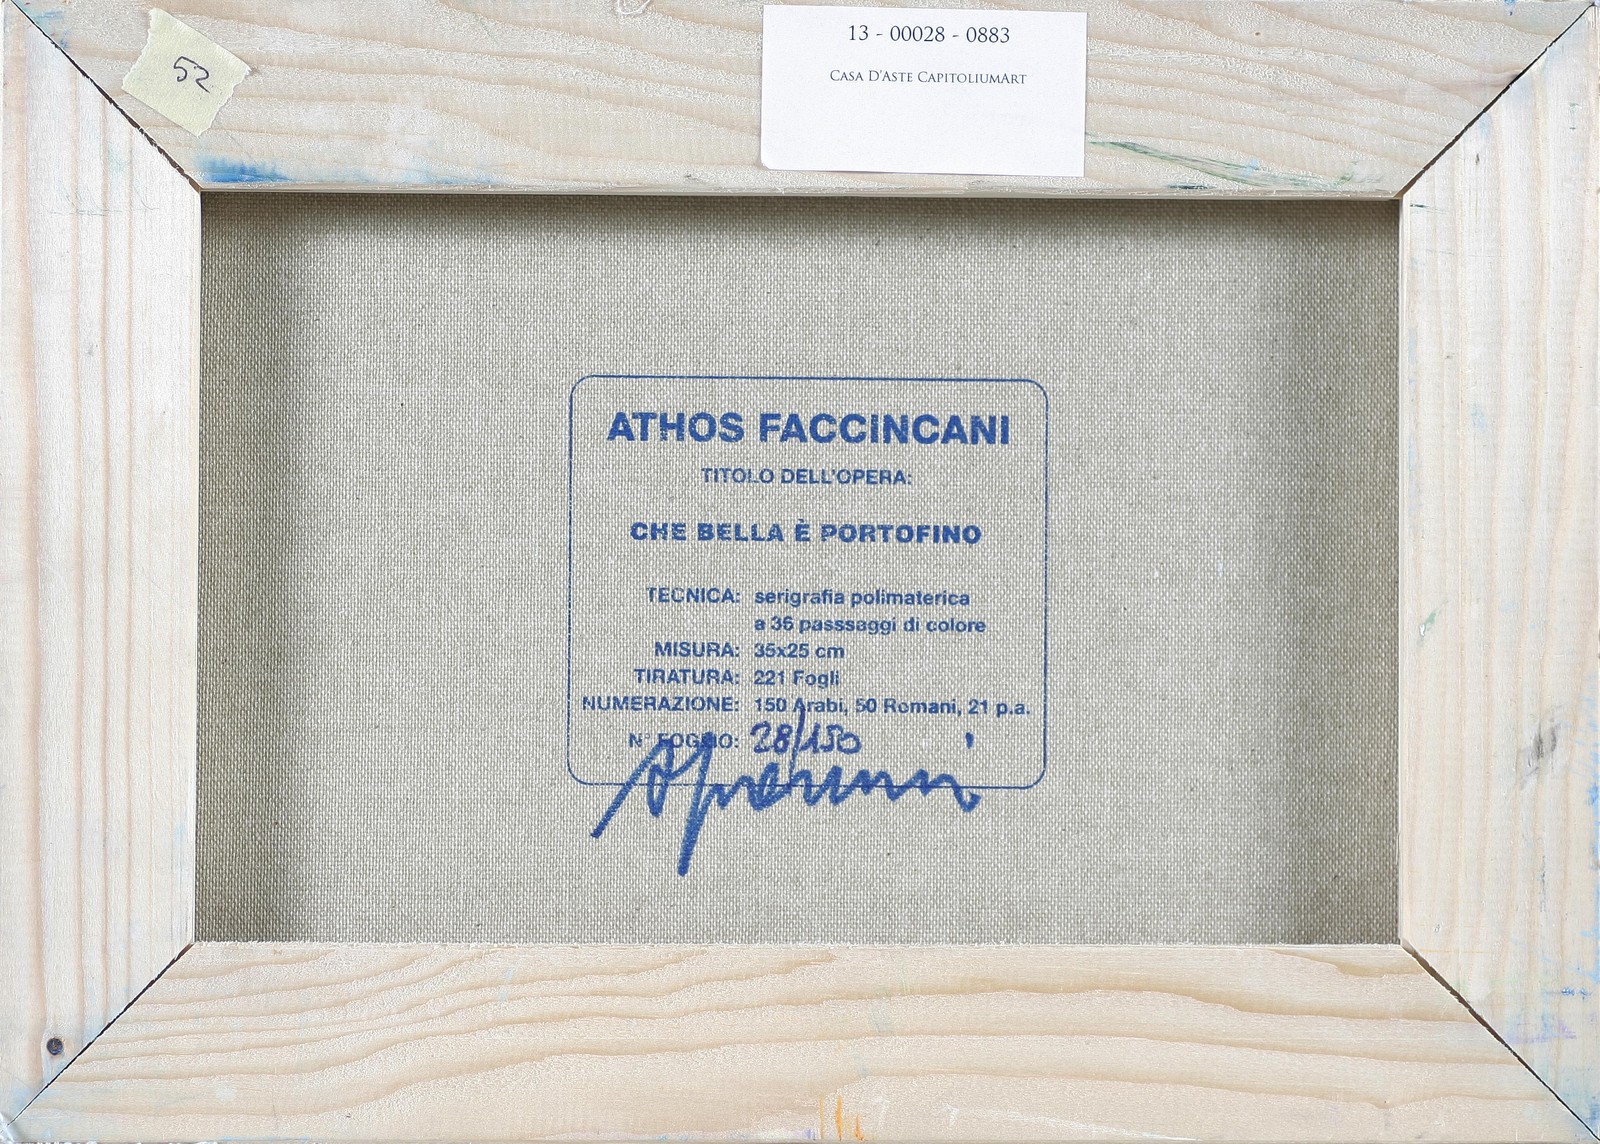 52
13 - 00028 - 0883
Casa D'Aste CapitoliumArt
ATHOS FACCINCANI
TITOLO DELL'OPERA:
CHE BELLA È PORTOFINO
TECNICA: serigrafia polimaterica
a 36 passsaggi di colore
MISURA: 35x25 cm
TIRATURA: 221 Fogli
NUMERAZIONE: 150 Arabi, 50 Romani, 21 p.a.
N° FOGLIO: 28/150